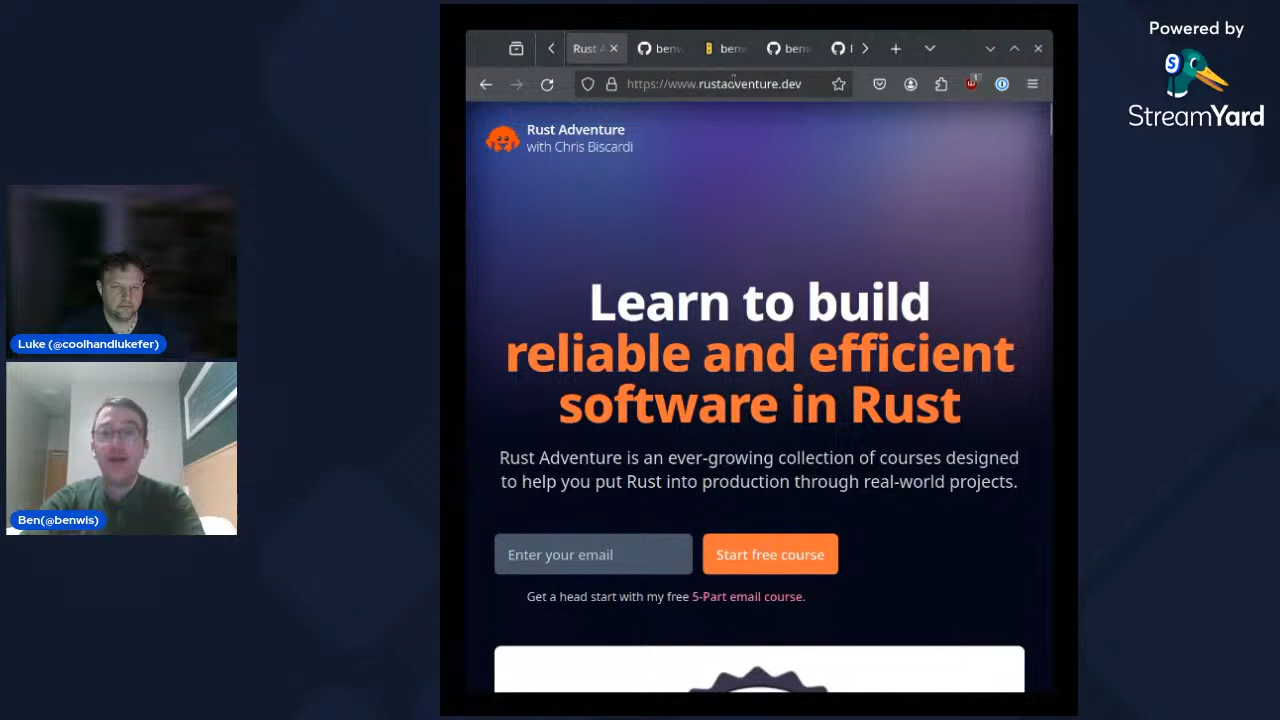 Powered by
StreamYard
Rust A
benw
benw
ben
https://www.rustadventure.dev
Rust Adventure
with Chris Biscardi
Learn to build
reliable and efficient
software in Rust
Rust Adventure is an ever-growing collection of courses designed
to help you put Rust into production through real-world projects.
Enter your email
Start free course
Get a head start with my free 5-Part email course.
Luke (@coolhandlukefer)
Ben(@benwis)